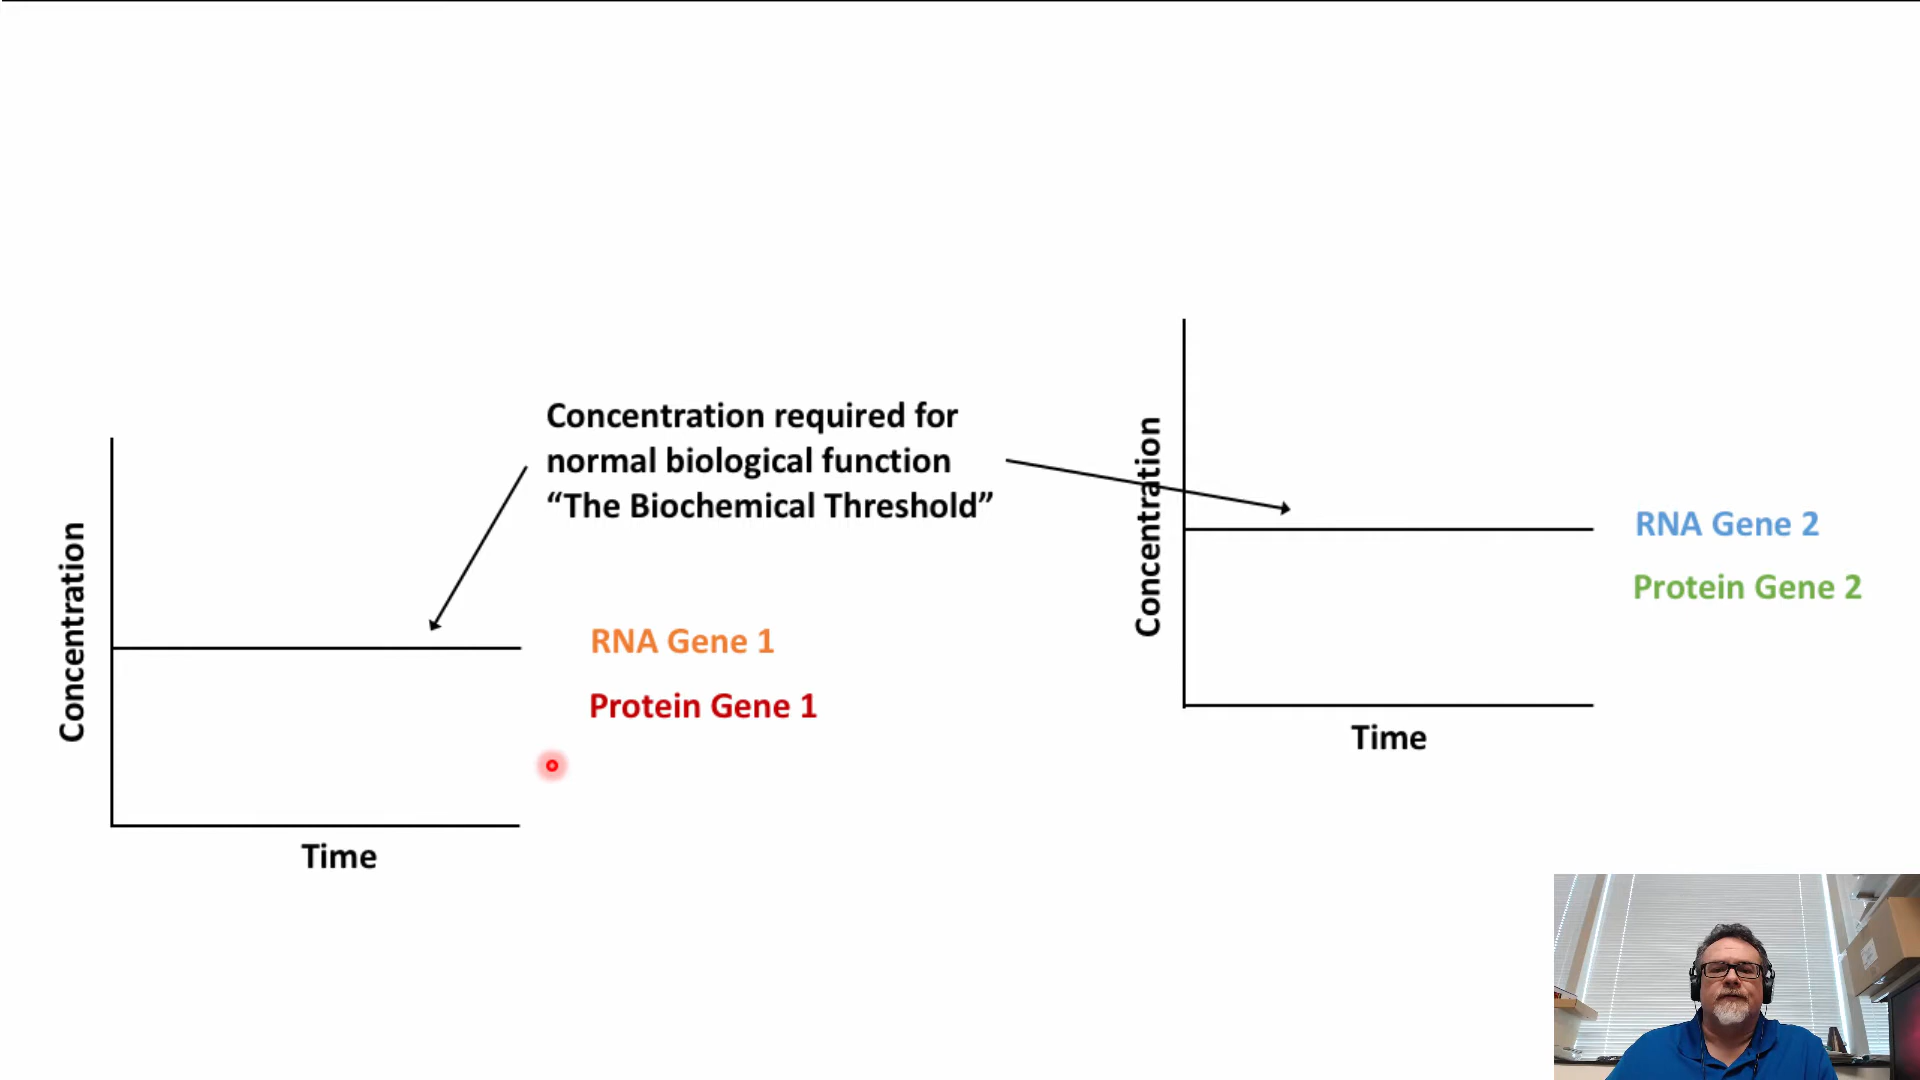 Concentration required for
normal biological function
“The Biochemical Threshold”
Concentration
RNA Gene 1
Protein Gene 1
Time
Concentration
RNA Gene 2
Protein Gene 2
Time